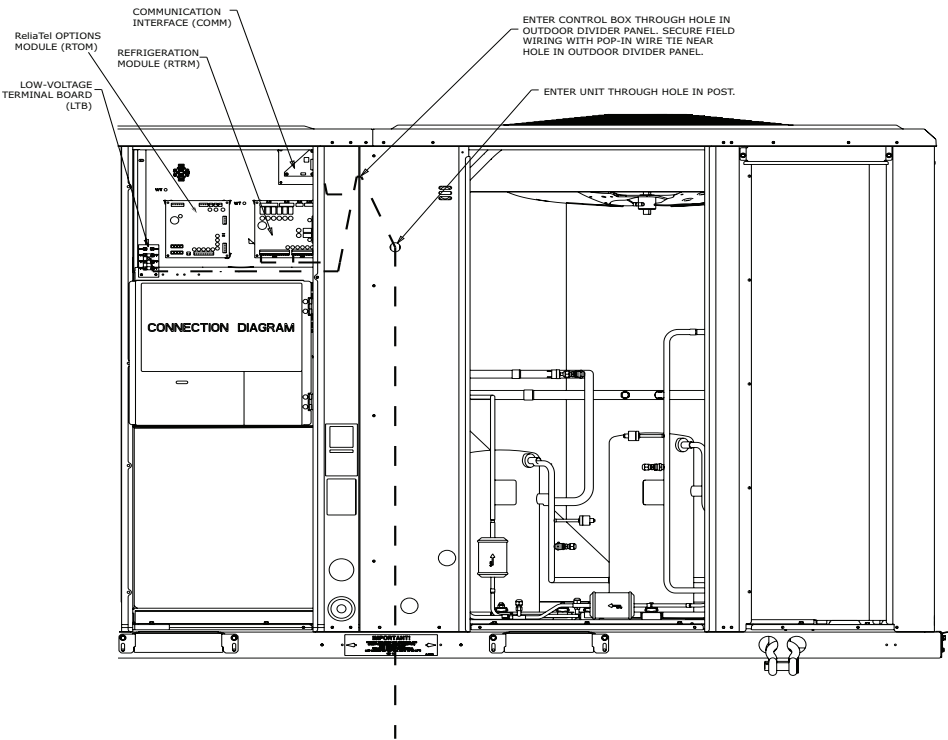 COMMUNICATION
INTERFACE (COMM)
ReliaTel OPTIONS
MODULE (RTOM)
REFRIGERATION
MODULE (RTRM)
LOW-VOLTAGE
TERMINAL BOARD
(LTB)
ENTER CONTROL BOX THROUGH HOLE IN
OUTDOOR DIVIDER PANEL. SECURE FIELD
WIRING WITH POP-IN WIRE TIE NEAR
HOLE IN OUTDOOR DIVIDER PANEL.
ENTER UNIT THROUGH HOLE IN POST.
CONNECTION DIAGRAM
IMPORTANT!